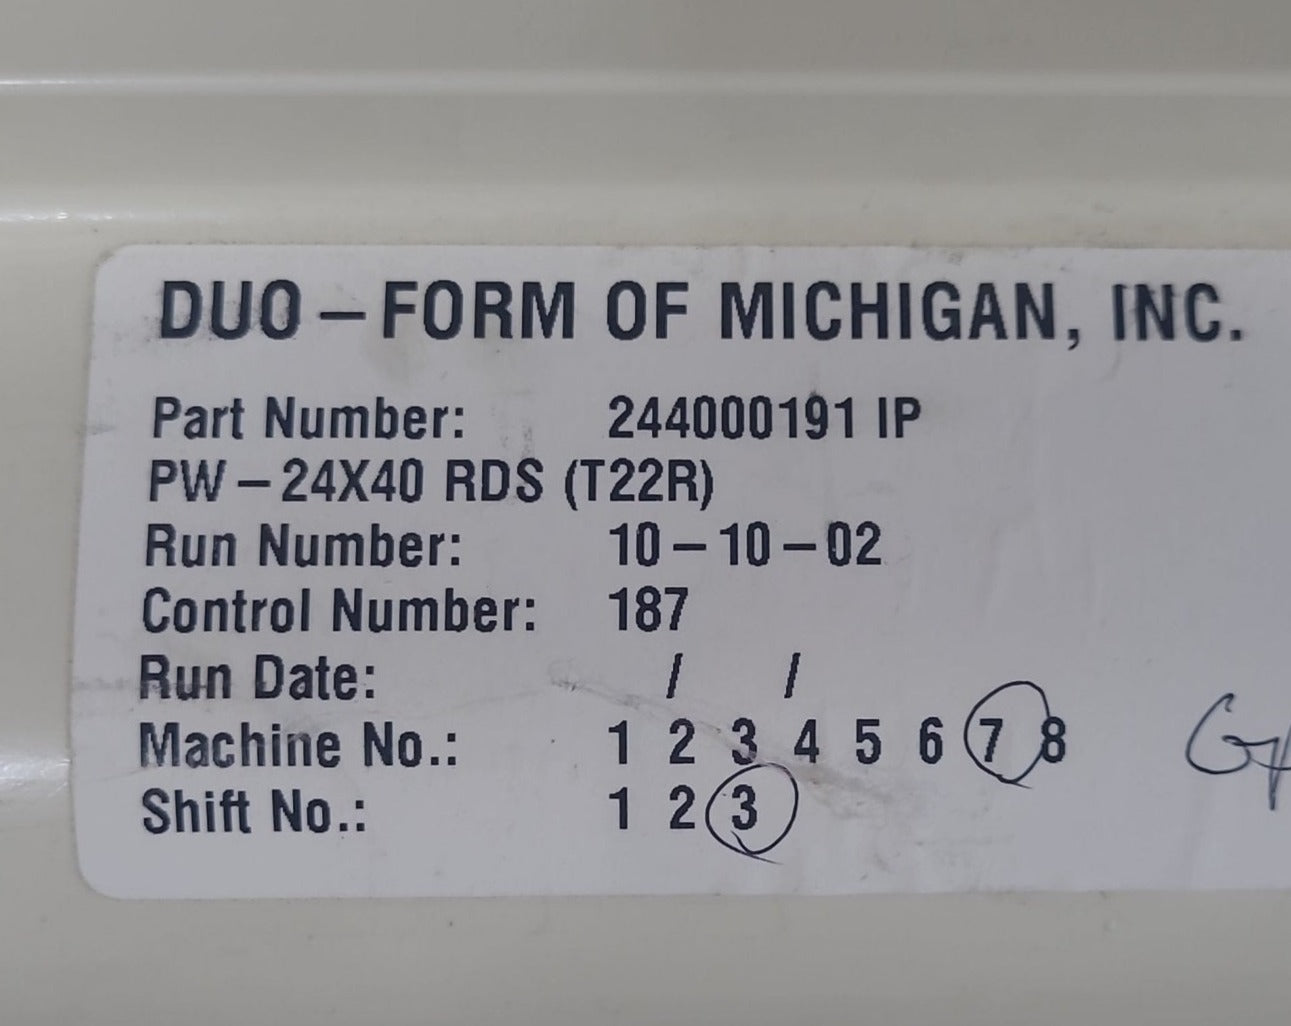 DUO – FORM OF MICHIGAN, INC.
Part Number: 244000191 IP
PW – 24X40 RDS (T22R)
Run Number: 10 – 10 – 02
Control Number: 187
Run Date: / /
Machine No.: 1 2 3 4 5 6 7 8
Shift No.: 1 2 3